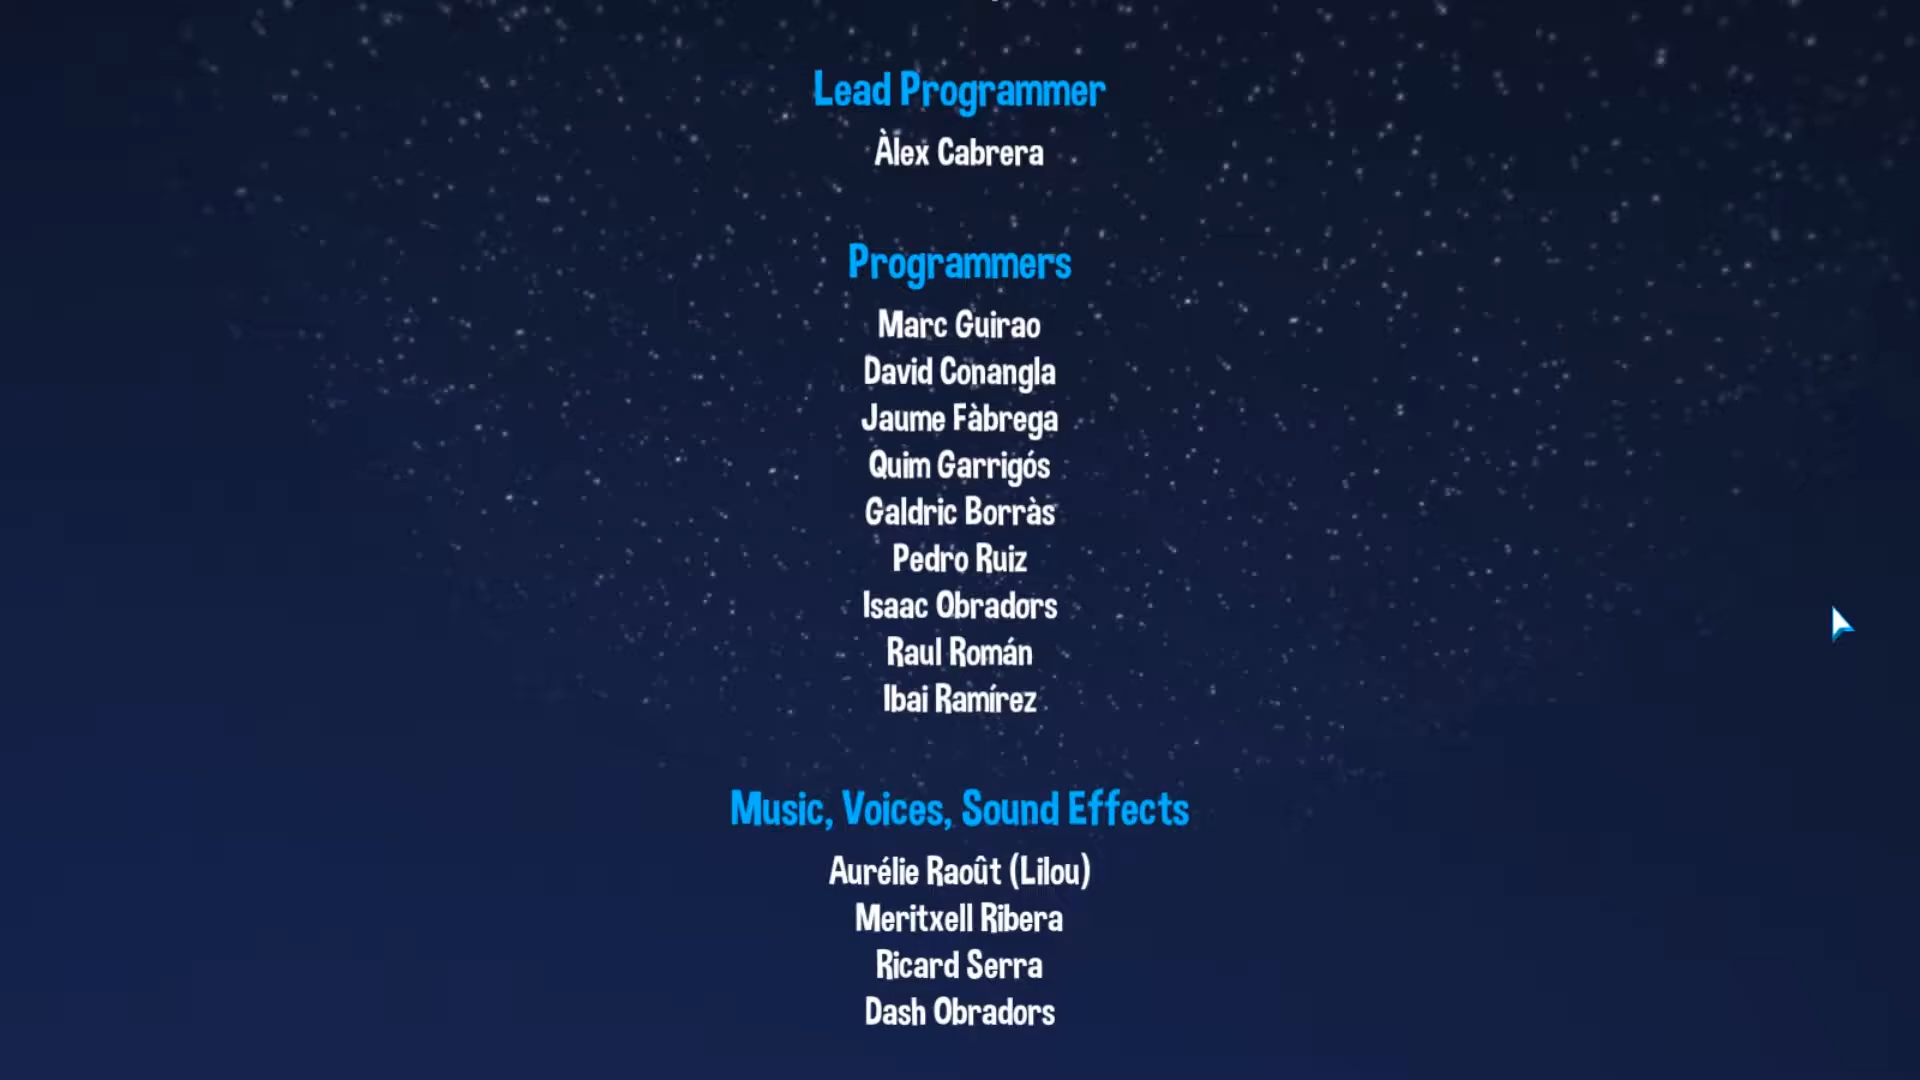 Lead Programmer
Àlex Cabrera
Programmers
Marc Guirao
David Conangla
Jaume Fàbrega
Quim Garrigós
Galdric Borràs
Pedro Ruiz
Isaac Obradors
Raul Román
Ibai Ramírez
Music, Voices, Sound Effects
Aurélie Raoût (Lilou)
Meritxell Ribera
Ricard Serra
Dash Obradors